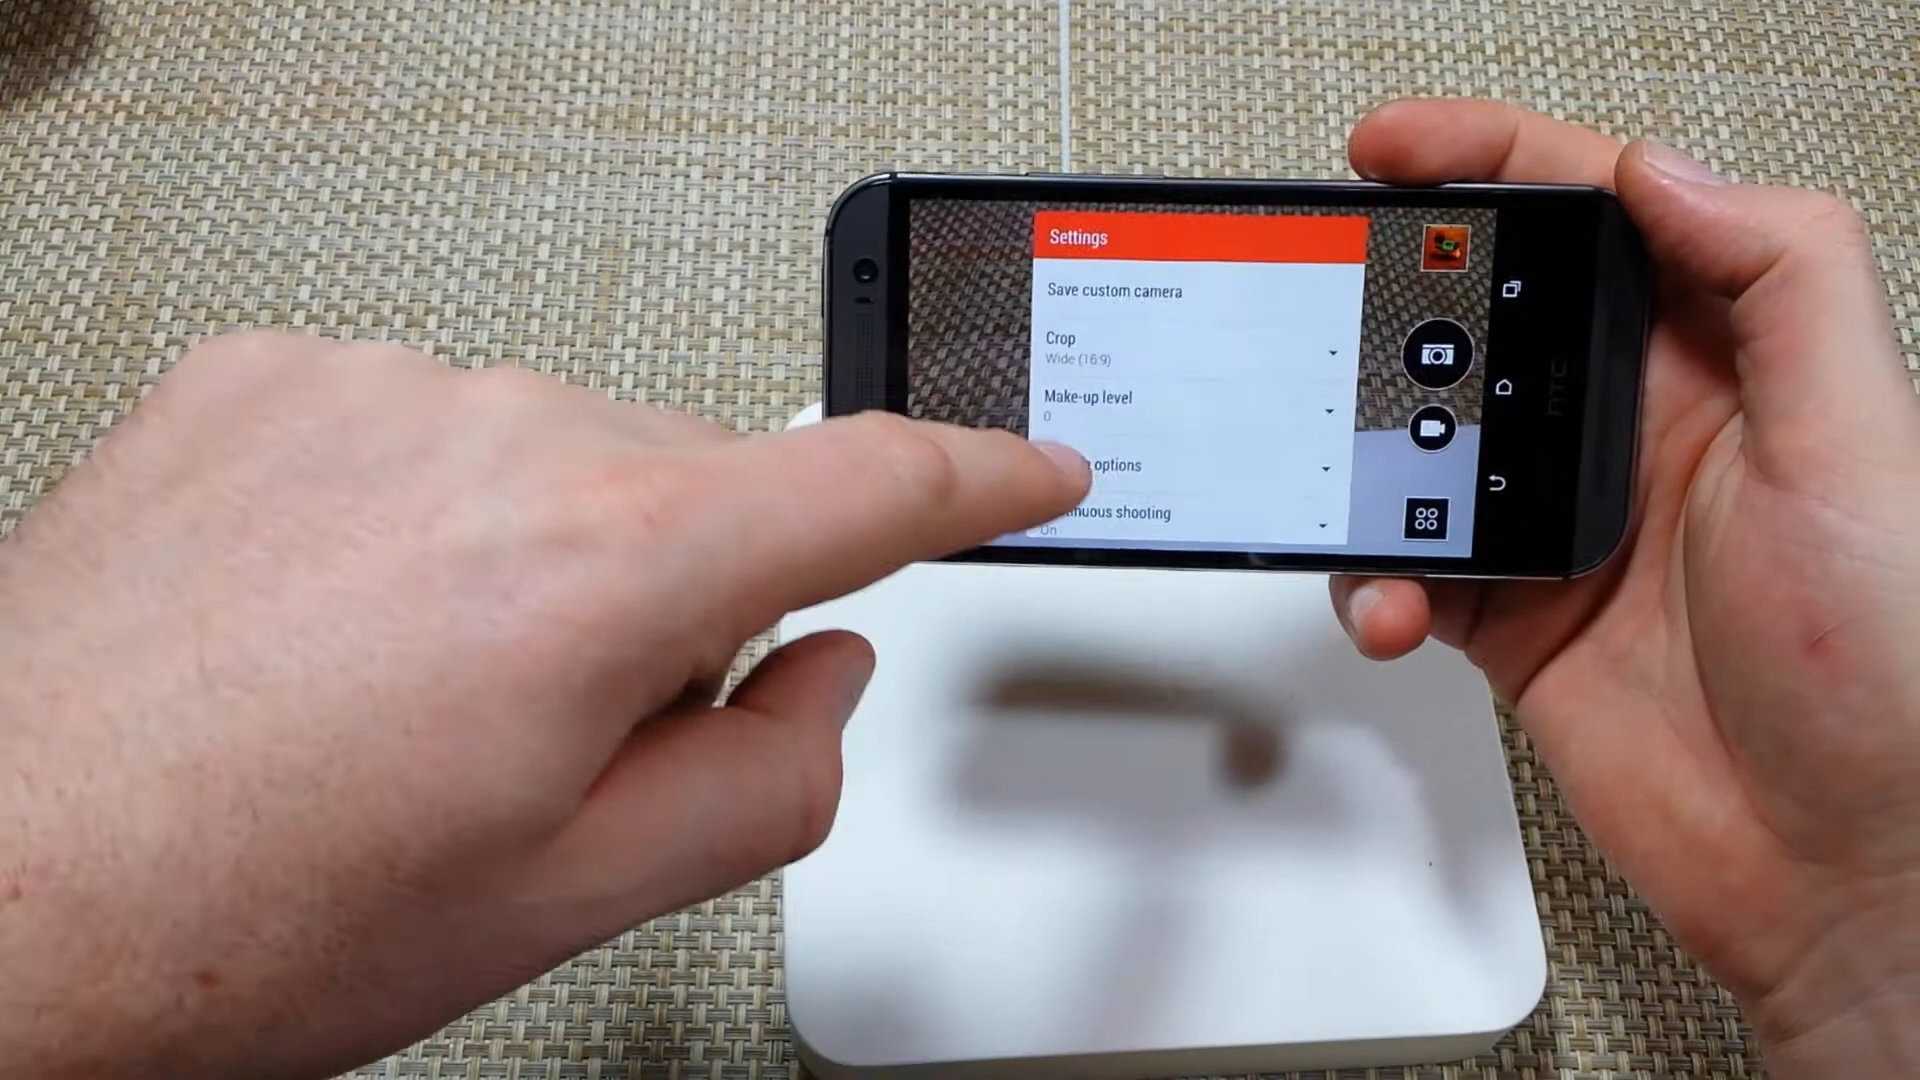 Settings
Save custom camera
Crop
Wide (16:9)
Make-up level
0
options
shooting
On
hTC